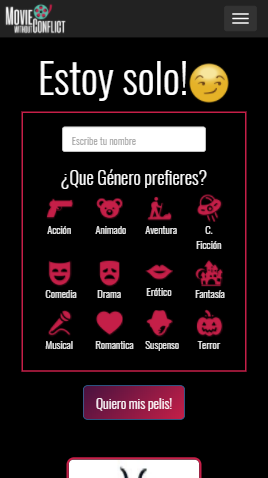 MOVIE
WITHOUT CONFLICT
Estoy solo!😏
Escribe tu nombre
¿Que Género prefieres?
Acción Animado Aventura C. Ficción
Comedia Drama Erótico Fantasía
Musical Romantica Suspenso Terror
Quiero mis pelis!